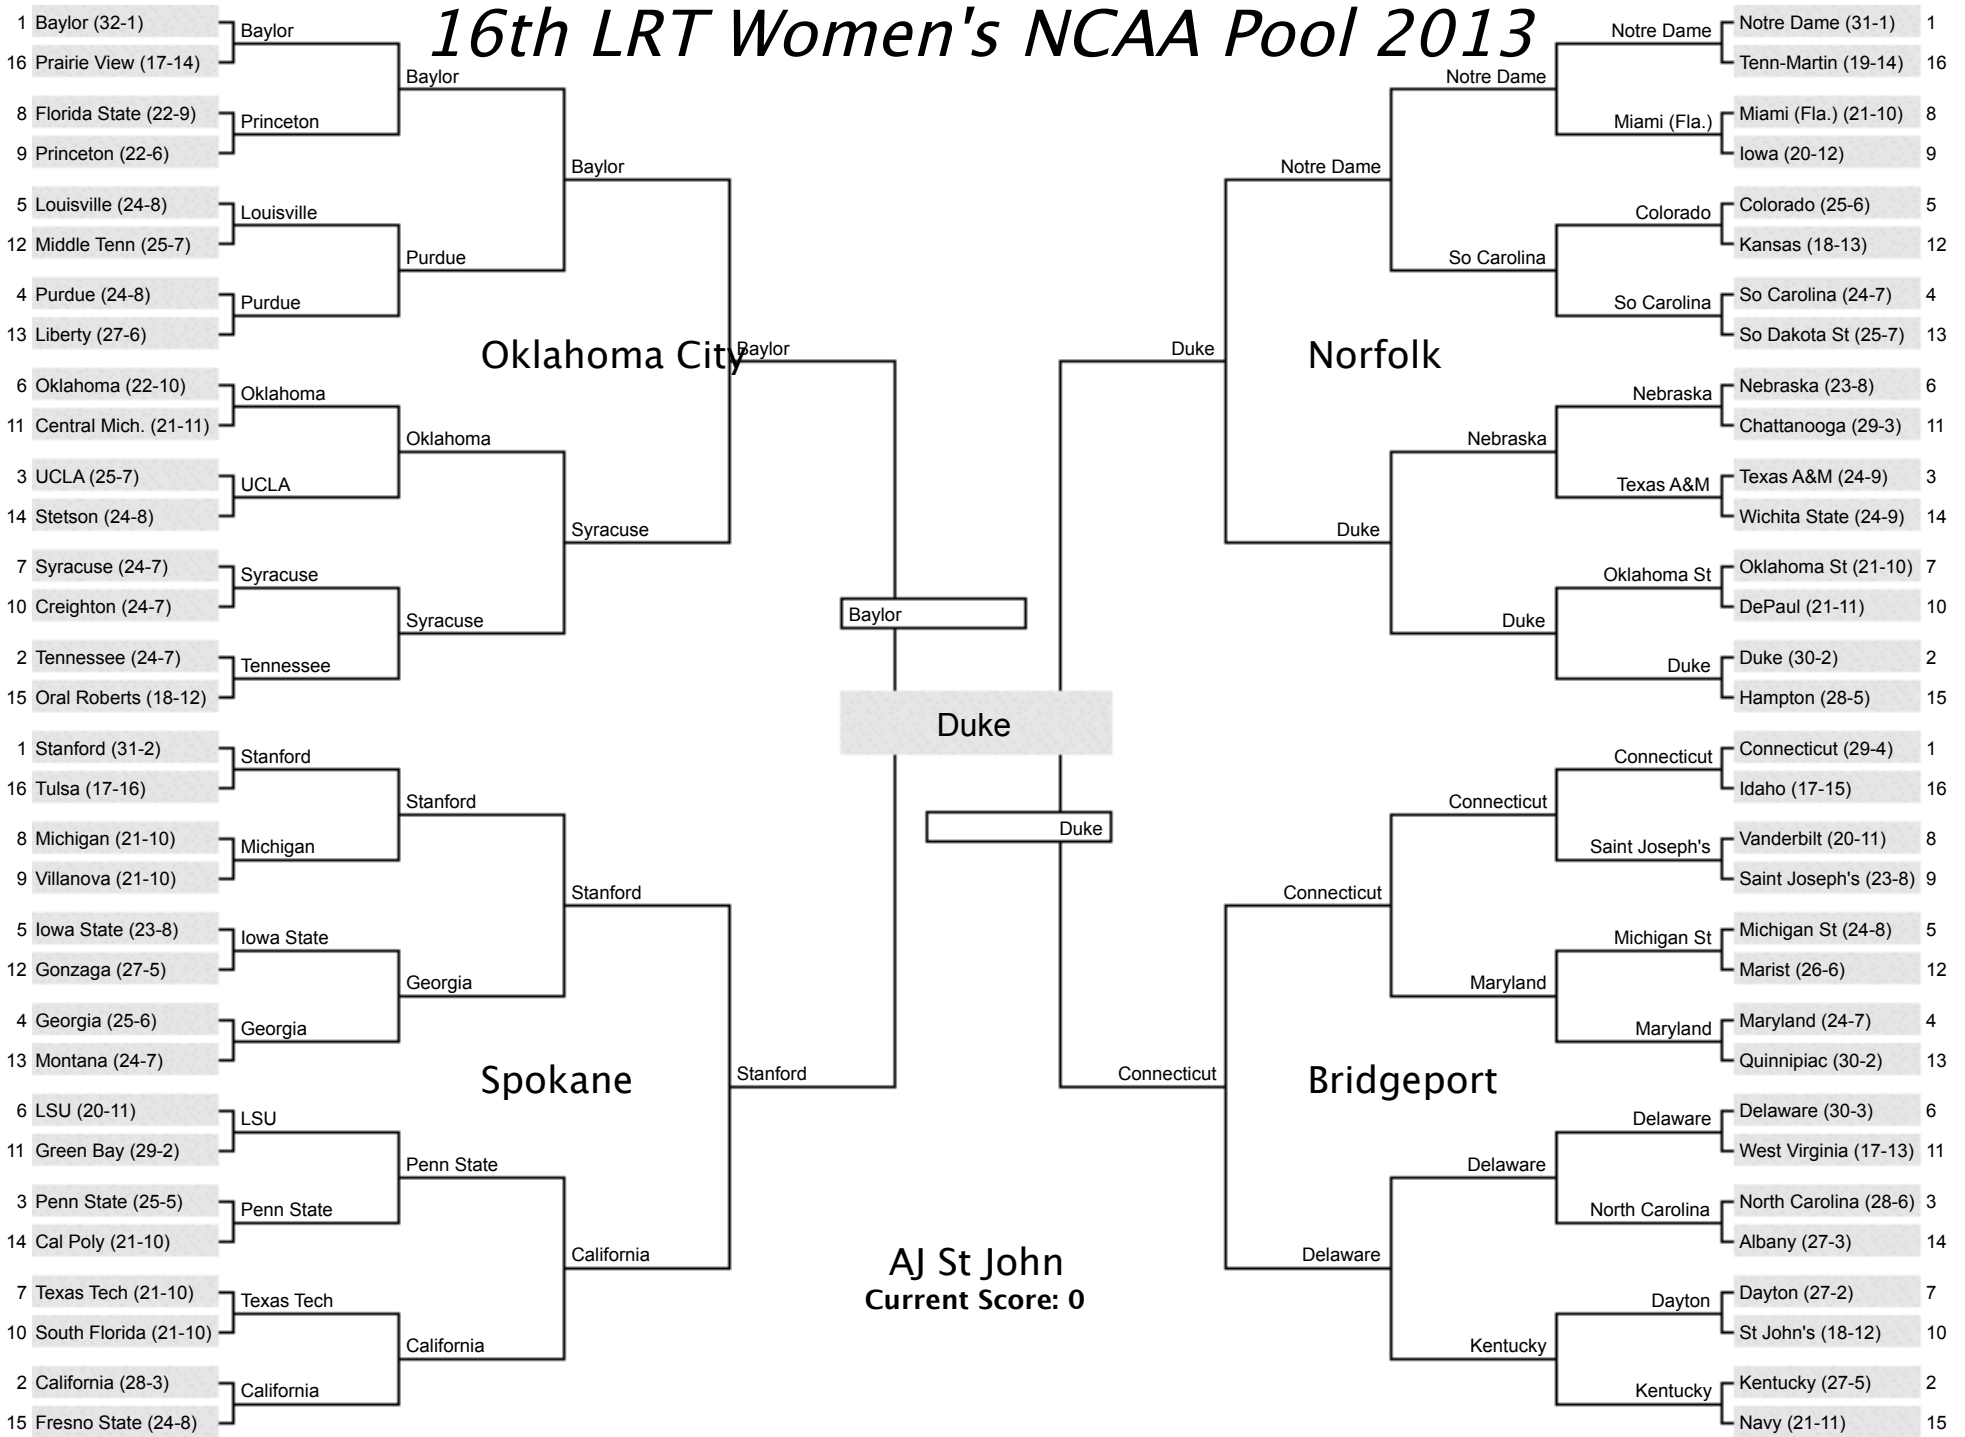 16th LRT Women's NCAA Pool 2013
1 Baylor (32-1)
16 Prairie View (17-14)
8 Florida State (22-9)
9 Princeton (22-6)
5 Louisville (24-8)
12 Middle Tenn (25-7)
4 Purdue (24-8)
13 Liberty (27-6)
6 Oklahoma (22-10)
11 Central Mich. (21-11)
3 UCLA (25-7)
14 Stetson (24-8)
7 Syracuse (24-7)
10 Creighton (24-7)
2 Tennessee (24-7)
15 Oral Roberts (18-12)
Baylor
Princeton
Louisville
Purdue
Oklahoma
UCLA
Syracuse
Tennessee
Baylor
Purdue
Oklahoma
Syracuse
Baylor
Syracuse
Oklahoma City
Baylor
1 Stanford (31-2)
16 Tulsa (17-16)
8 Michigan (21-10)
9 Villanova (21-10)
5 Iowa State (23-8)
12 Gonzaga (27-5)
4 Georgia (25-6)
13 Montana (24-7)
6 LSU (20-11)
11 Green Bay (29-2)
3 Penn State (25-5)
14 Cal Poly (21-10)
7 Texas Tech (21-10)
10 South Florida (21-10)
2 California (28-3)
15 Fresno State (24-8)
Stanford
Michigan
Iowa State
Georgia
LSU
Penn State
Texas Tech
California
Stanford
Georgia
Penn State
California
Stanford
California
Spokane
Stanford
Baylor
Duke
Duke
AJ St John
Current Score: 0
Notre Dame (31-1) 1
Tenn-Martin (19-14) 16
Miami (Fla.) (21-10) 8
Iowa (20-12) 9
Colorado (25-6) 5
Kansas (18-13) 12
So Carolina (24-7) 4
So Dakota St (25-7) 13
Nebraska (23-8) 6
Chattanooga (29-3) 11
Texas A&M (24-9) 3
Wichita State (24-9) 14
Oklahoma St (21-10) 7
DePaul (21-11) 10
Duke (30-2) 2
Hampton (28-5) 15
Notre Dame
Miami (Fla.)
Colorado
So Carolina
Nebraska
Texas A&M
Oklahoma St
Duke
Notre Dame
So Carolina
Nebraska
Duke
Notre Dame
Duke
Norfolk
Duke
Connecticut (29-4) 1
Idaho (17-15) 16
Vanderbilt (20-11) 8
Saint Joseph's (23-8) 9
Michigan St (24-8) 5
Marist (26-6) 12
Maryland (24-7) 4
Quinnipiac (30-2) 13
Delaware (30-3) 6
West Virginia (17-13) 11
North Carolina (28-6) 3
Albany (27-3) 14
Dayton (27-2) 7
St John's (18-12) 10
Kentucky (27-5) 2
Navy (21-11) 15
Connecticut
Saint Joseph's
Michigan St
Maryland
Delaware
North Carolina
Dayton
Kentucky
Connecticut
Maryland
Delaware
Kentucky
Connecticut
Delaware
Bridgeport
Connecticut